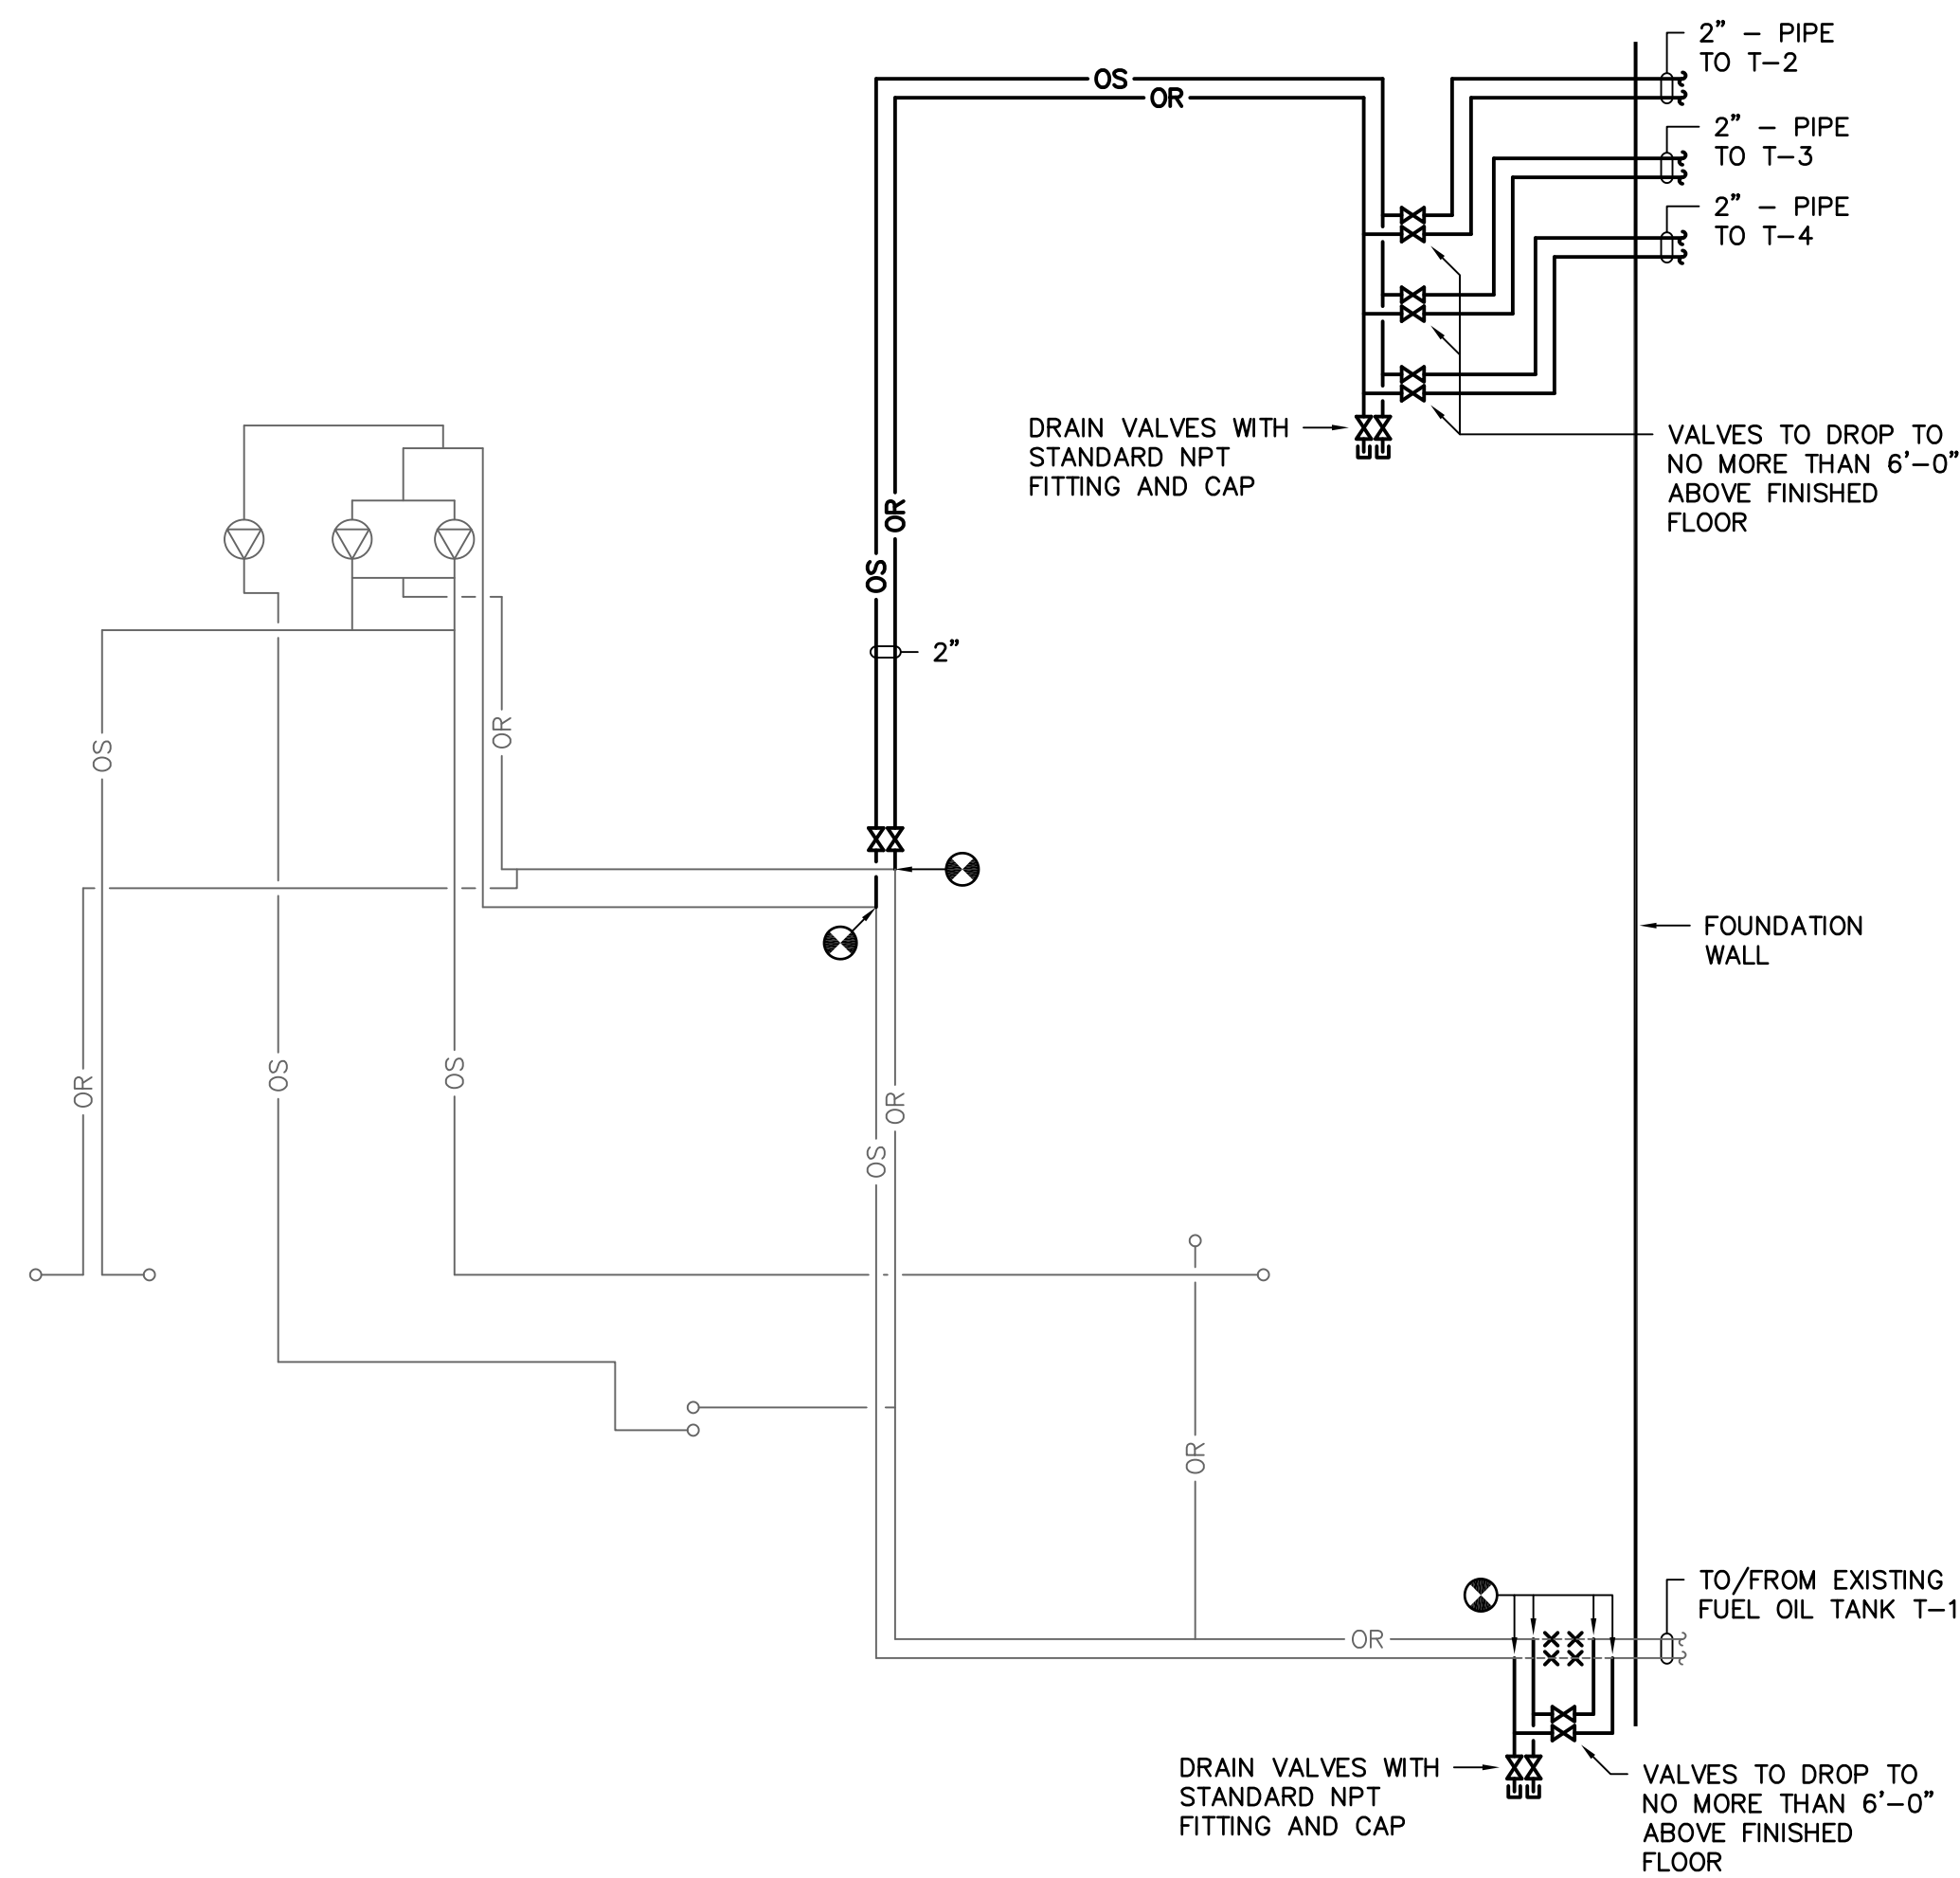 2" - PIPE
TO T-2
2" - PIPE
TO T-3
2" - PIPE
TO T-4
OS
OR
DRAIN VALVES WITH
STANDARD NPT
FITTING AND CAP
VALVES TO DROP TO
NO MORE THAN 6'-0"
ABOVE FINISHED
FLOOR
OR
OS
2"
OR
OS
FOUNDATION
WALL
OR
OS
OS
OR
OS
OR
OR
TO/FROM EXISTING
FUEL OIL TANK T-1
DRAIN VALVES WITH
STANDARD NPT
FITTING AND CAP
VALVES TO DROP TO
NO MORE THAN 6'-0"
ABOVE FINISHED
FLOOR